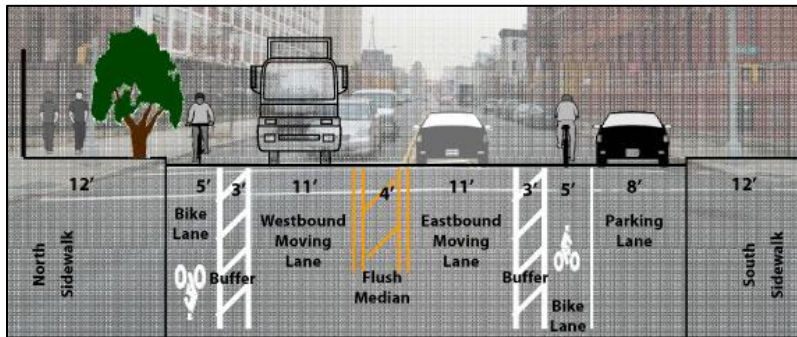 12’ 5’ 3’ 11’ 4’ 11’ 3’ 5’ 8’ 12’
North
Sidewalk
Bike
Lane
Buffer
Westbound
Moving
Lane
Flush
Median
Eastbound
Moving
Lane
Buffer
Bike
Lane
Parking
Lane
South
Sidewalk